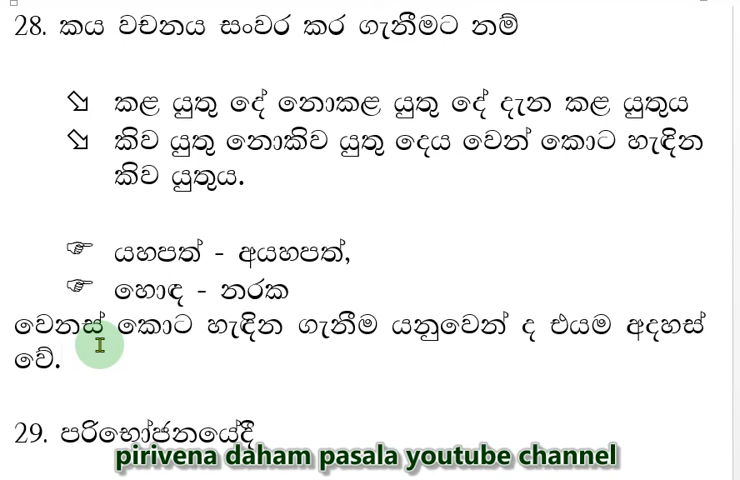 28. කය වචනය සංවර කර ගැනීමට නම්
කළ යුතු දේ නොකළ යුතු දේ දැන කළ යුතුය
කිව යුතු නොකිව යුතු දෙය වෙන් කොට හැඳින
කිව යුතුය.
යහපත් - අයහපත්,
හොඳ - නරක
වෙනස් කොට හැඳින ගැනීම යනුවෙන් ද එයම අදහස්
වේ.
29. පරිභෝජනයේදී
pirivena daham pasala youtube channel